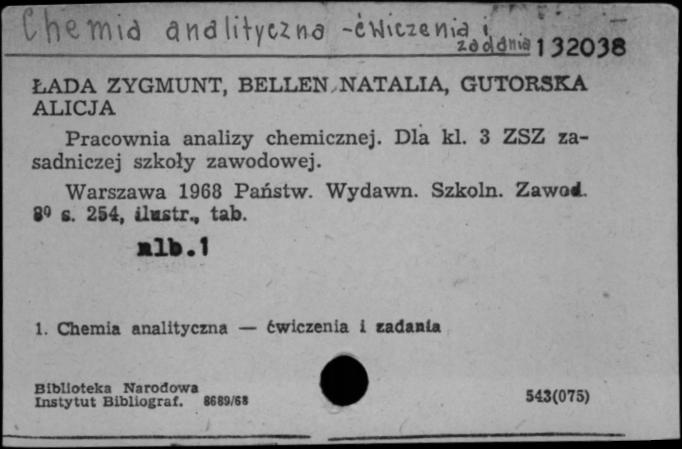 Chemia analityczna - ćwiczenia i
zadania 132038
ŁADA ZYGMUNT, BELLEN NATALIA, GUTORSKA
ALICJA
Pracownia analizy chemicznej. Dla kl. 3 ZSZ za-
sadniczej szkoły zawodowej.
Warszawa 1968 Państw. Wydawn. Szkoln. Zawod.
8⁰ s. 254, ilustr., tab.
nlb.1
1. Chemia analityczna — ćwiczenia i zadania
Biblioteka Narodowa
Instytut Bibliograf. 8689/68
543(075)